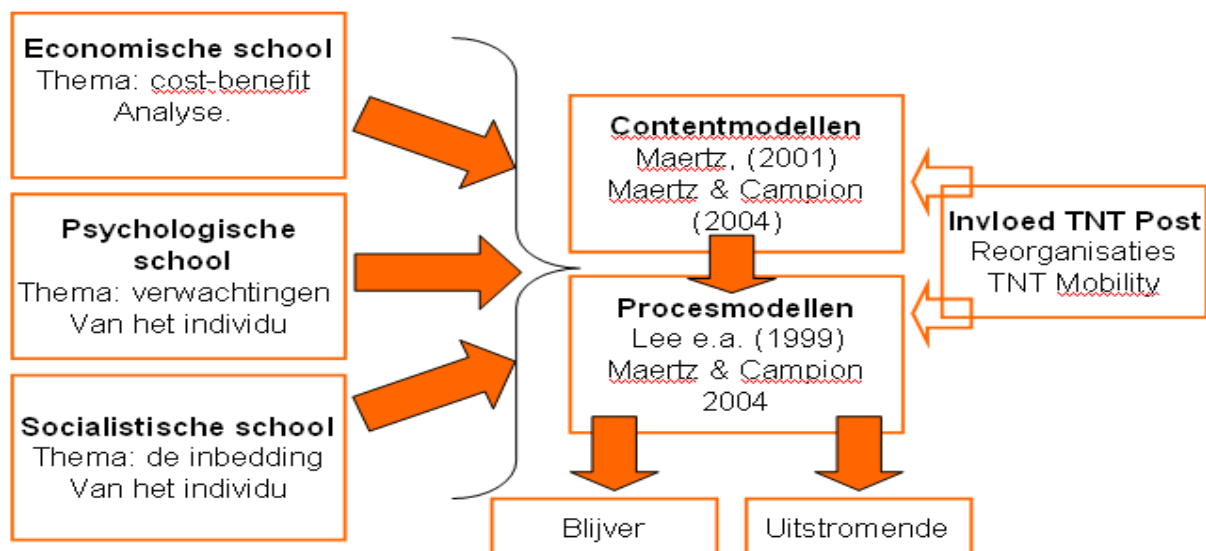 Economische school
Thema: cost-benefit
Analyse.
Psychologische
school
Thema: verwachtingen
Van het individu
Socialistische school
Thema: de inbedding
Van het individu
Contentmodellen
Maertz, (2001)
Maertz & Campion
(2004)
Procesmodellen
Lee e.a. (1999)
Maertz & Campion
2004
Invloed TNT Post
Reorganisaties
TNT Mobility
Blijver
Uitstromende